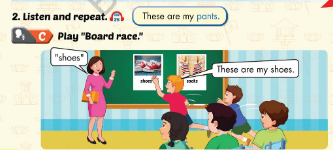 2. Listen and repeat.
These are my pants.
C Play "Board race."
"shoes"
shoes
socks
These are my shoes.